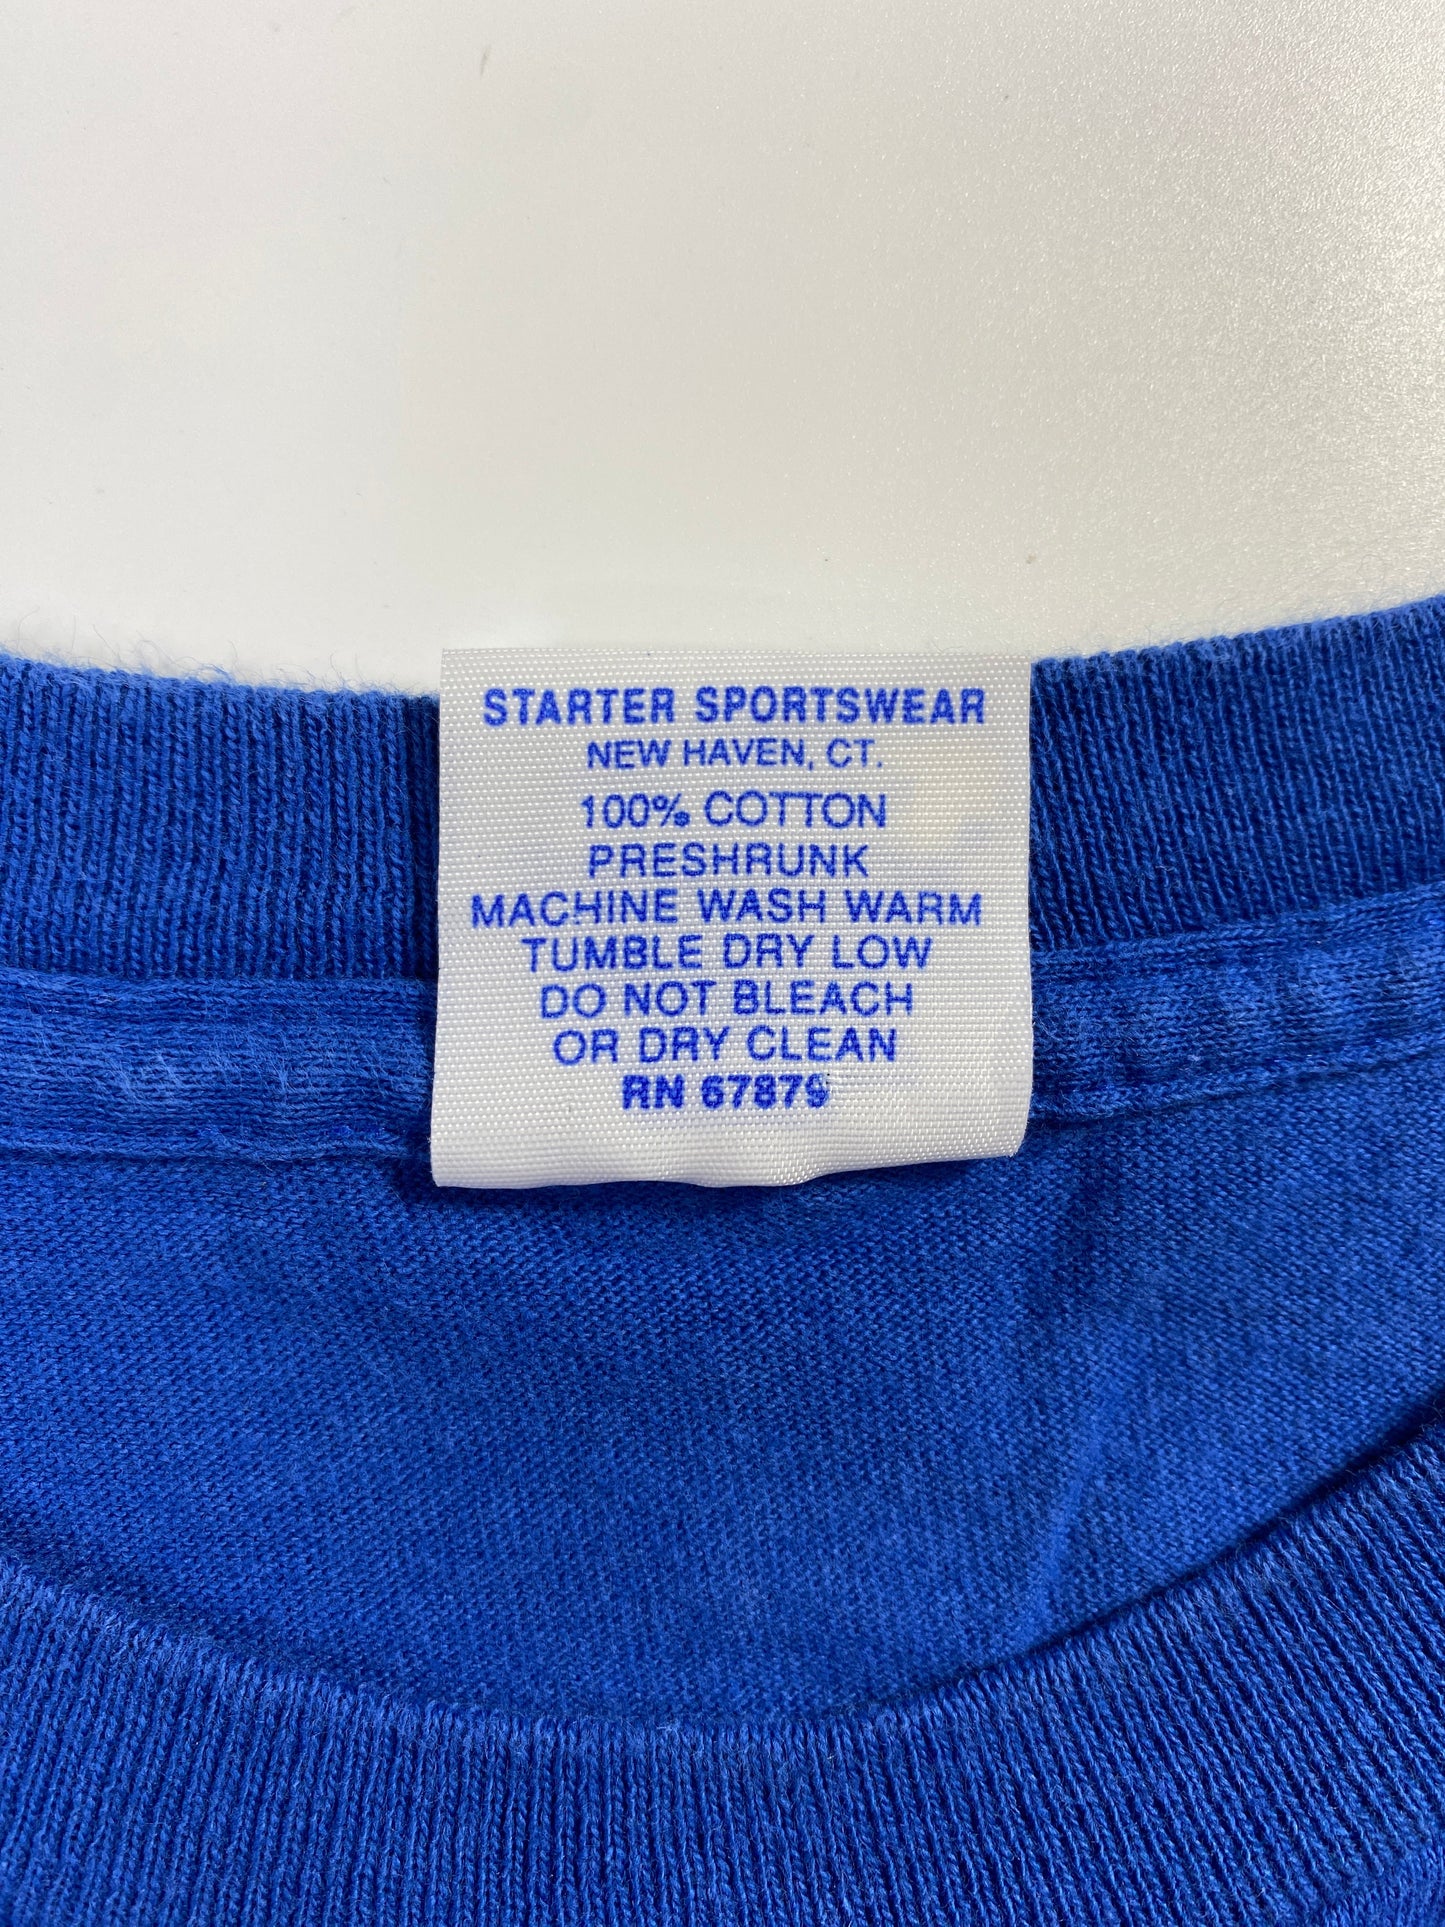 STARTER SPORTSWEAR
NEW HAVEN, CT.
100% COTTON
PRESHRUNK
MACHINE WASH WARM
TUMBLE DRY LOW
DO NOT BLEACH
OR DRY CLEAN
RN 67879